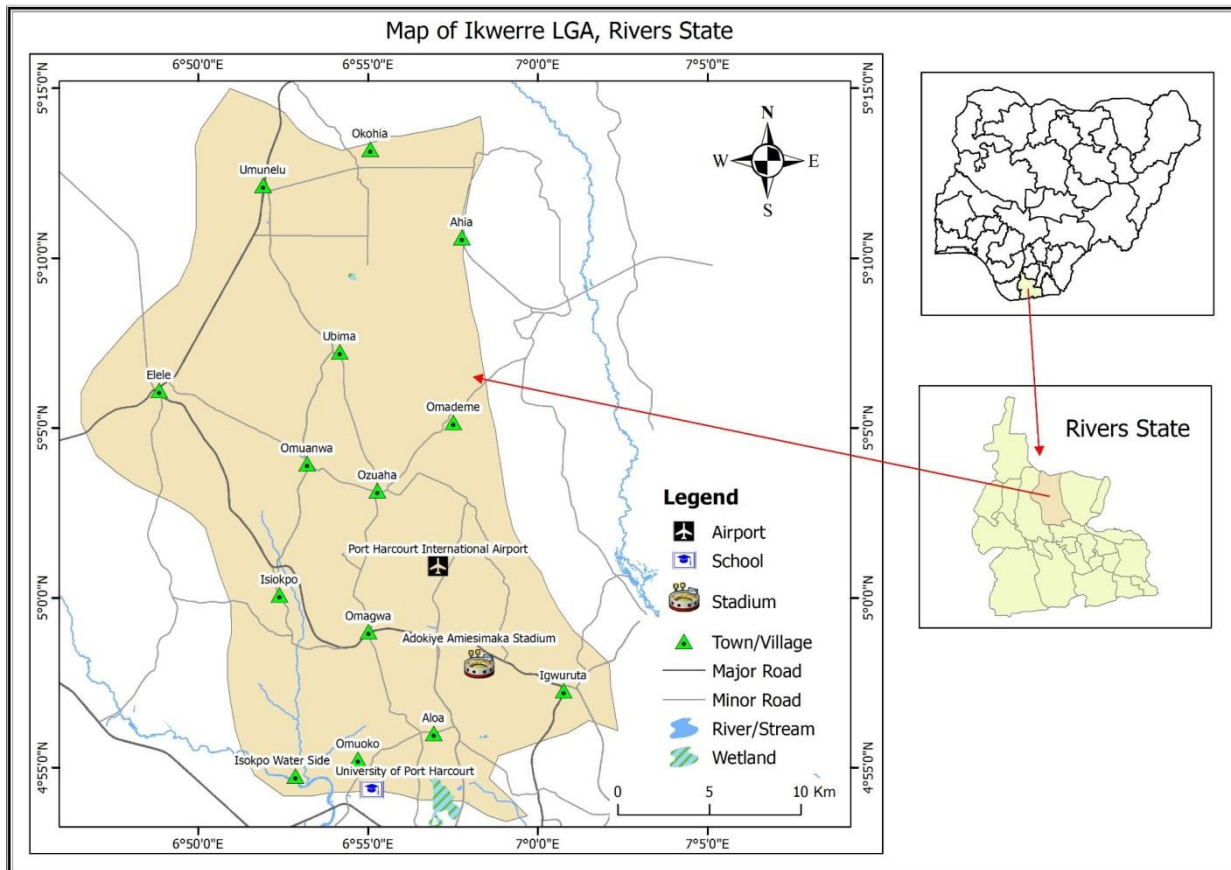 Map of Ikwerre LGA, Rivers State
6°50'0"E 6°55'0"E 7°0'0"E 7°5'0"E
5°15'0"N
5°10'0"N
5°5'0"N
5°0'0"N
4°55'0"N
5°15'0"N
5°10'0"N
5°5'0"N
5°0'0"N
4°55'0"N
N
W E
S
Okohia
Umunelu
Ahia
Ubima
Elele
Omademe
Omuanwa
Ozuaha
Port Harcourt International Airport
Isiokpo
Omagwa
Adokiye Amiesimaka Stadium
Igwuruta
Aloa
Omuoko
Isokpo Water Side
University of Port Harcourt
Legend
Airport
School
Stadium
Town/Village
Major Road
Minor Road
River/Stream
Wetland
0 5 10 Km
6°50'0"E 6°55'0"E 7°0'0"E 7°5'0"E
Rivers State